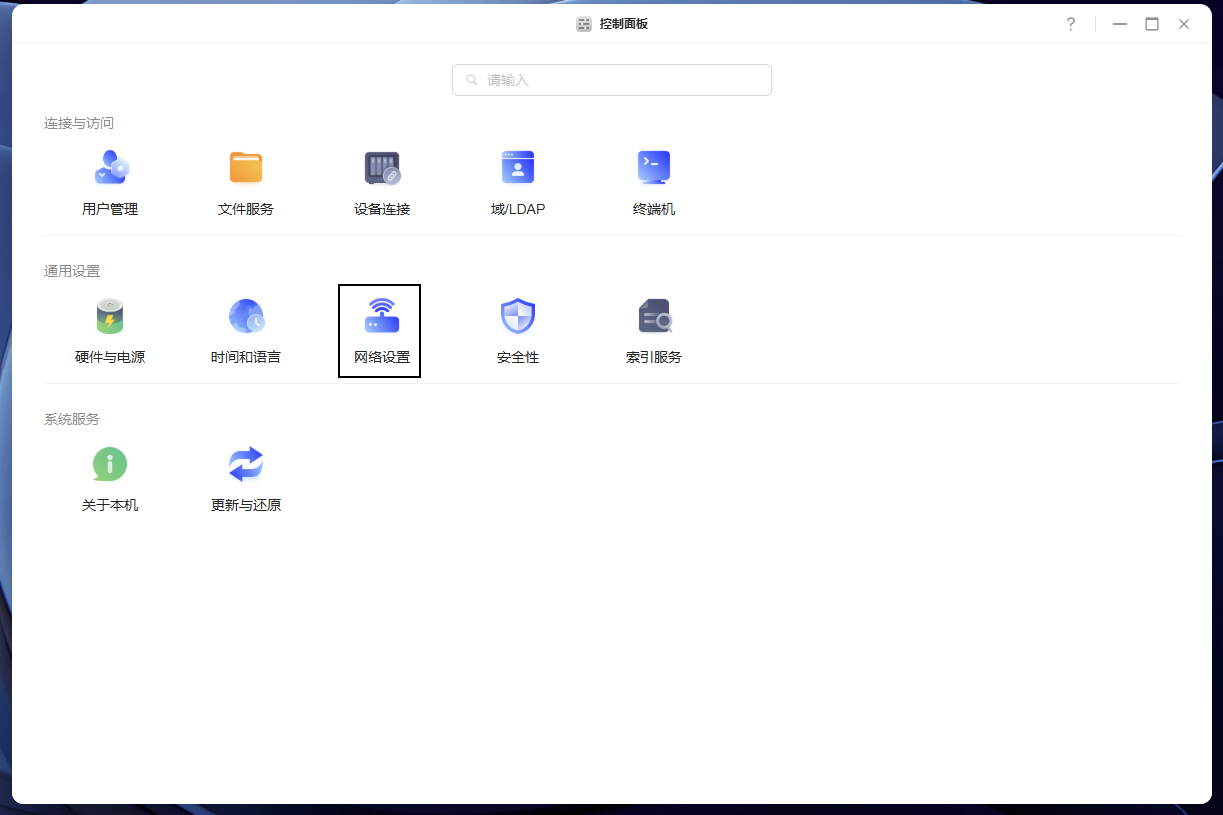 控制面板
请输入
连接与访问
用户管理 文件服务 设备连接 域/LDAP 终端机
通用设置
硬件与电源 时间和语言 网络设置 安全性 索引服务
系统服务
关于本机 更新与还原